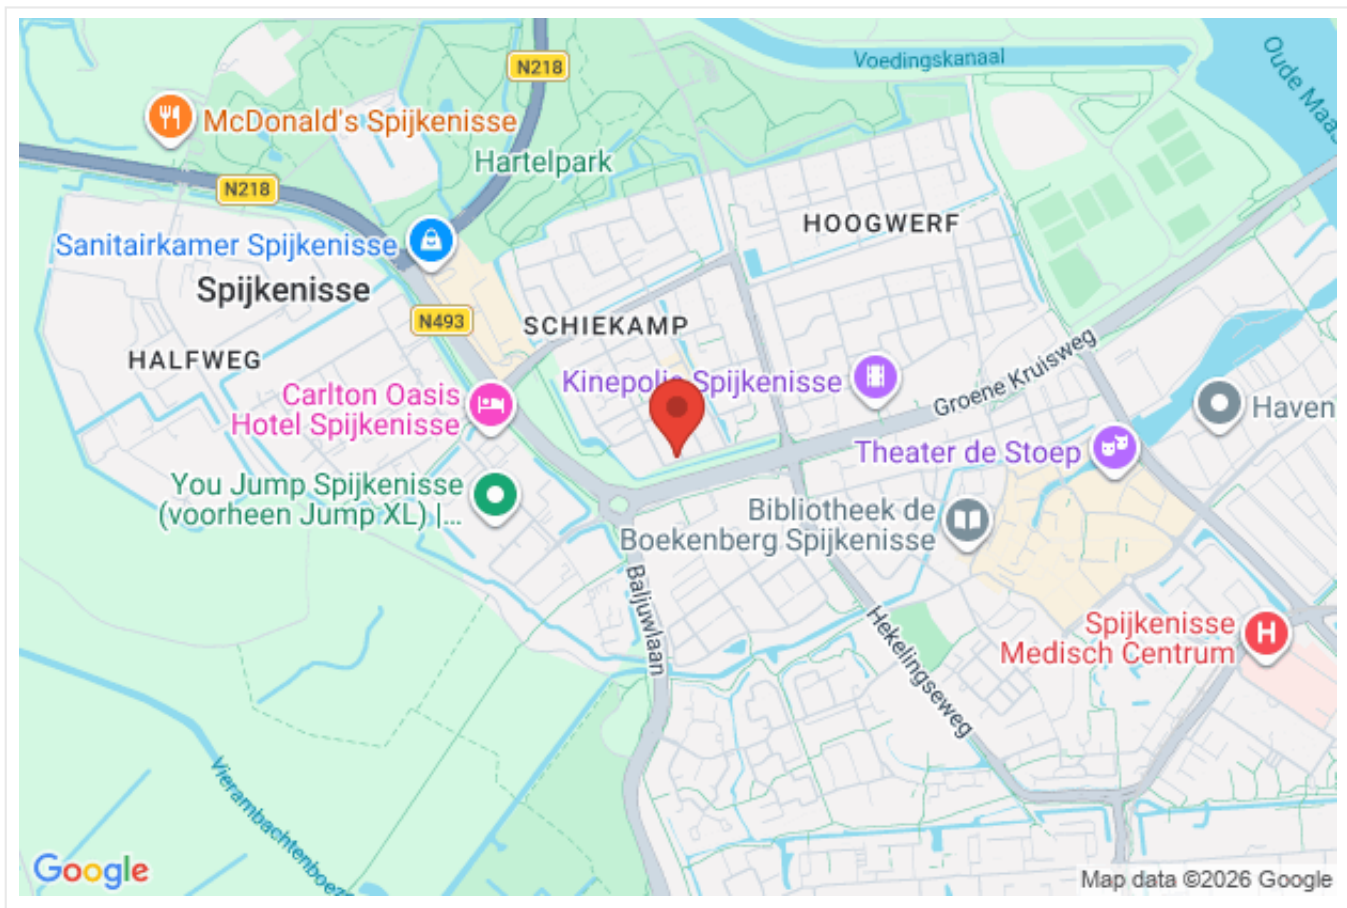 Voedingskanaal
Oude Maas
N218
McDonald's Spijkenisse
Hartelpark
N218
HOOGWERF
Sanitairkamer Spijkenisse
Spijkenisse
N493
SCHIEKAMP
HALFWEG
Groene Kruisweg
Kinepolis Spijkenisse
Carlton Oasis
Hotel Spijkenisse
Haven
Theater de Stoep
You Jump Spijkenisse
(voorheen Jump XL) |...
Bibliotheek de
Boekenberg Spijkenisse
Baljuwlaan
Hekelingseweg
Spijkenisse
Medisch Centrum
H
Vierambachtenboeze
Google
Map data ©2026 Google